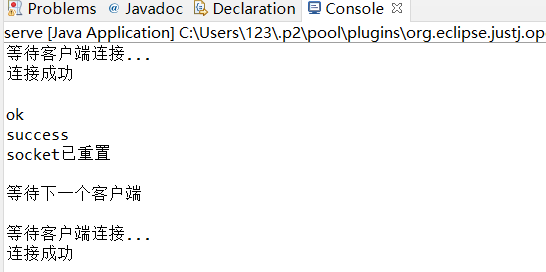 Problems @ Javadoc Declaration Console
serve [Java Application] C:\Users\123\.p2\pool\plugins\org.eclipse.justj.op
等待客户端连接...
连接成功
ok
success
socket已重置
等待下一个客户端
等待客户端连接...
连接成功